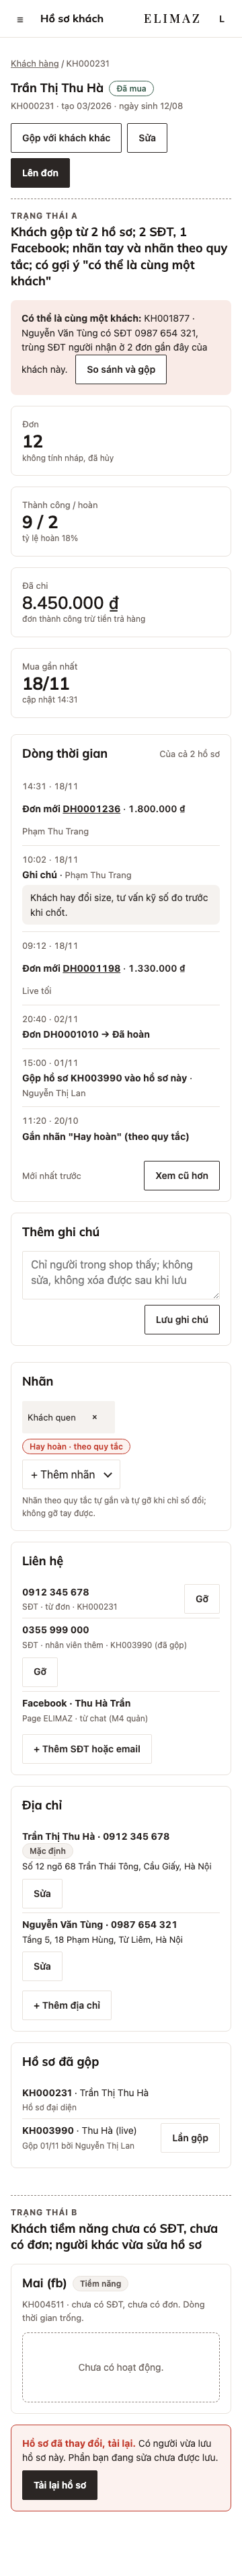 ≡ Hồ sơ khách ELIMAZ L
Khách hàng / KH000231
Trần Thị Thu Hà Đã mua
KH000231 · tạo 03/2026 · ngày sinh 12/08
Gộp với khách khác Sửa
Lên đơn
TRẠNG THÁI A
Khách gộp từ 2 hồ sơ; 2 SĐT, 1
Facebook; nhãn tay và nhãn theo quy
tắc; có gợi ý "có thể là cùng một
khách"
Có thể là cùng một khách: KH001877 ·
Nguyễn Văn Tùng có SĐT 0987 654 321,
trùng SĐT người nhận ở 2 đơn gần đây của
khách này. So sánh và gộp
Đơn
12
không tính nháp, đã hủy
Thành công / hoàn
9 / 2
tỷ lệ hoàn 18%
Đã chi
8.450.000 ₫
đơn thành công trừ tiền trả hàng
Mua gần nhất
18/11
cập nhật 14:31
Dòng thời gian Của cả 2 hồ sơ
14:31 · 18/11
Đơn mới DH0001236 · 1.800.000 ₫
Phạm Thu Trang
10:02 · 18/11
Ghi chú · Phạm Thu Trang
Khách hay đổi size, tư vấn kỹ số đo trước
khi chốt.
09:12 · 18/11
Đơn mới DH0001198 · 1.330.000 ₫
Live tối
20:40 · 02/11
Đơn DH0001010 → Đã hoàn
15:00 · 01/11
Gộp hồ sơ KH003990 vào hồ sơ này ·
Nguyễn Thị Lan
11:20 · 20/10
Gắn nhãn "Hay hoàn" (theo quy tắc)
Mới nhất trước Xem cũ hơn
Thêm ghi chú
Chỉ người trong shop thấy; không
sửa, không xóa được sau khi lưu
Lưu ghi chú
Nhãn
Khách quen ×
Hay hoàn · theo quy tắc
+ Thêm nhãn
Nhãn theo quy tắc tự gắn và tự gỡ khi chỉ số đổi;
không gỡ tay được.
Liên hệ
0912 345 678
SĐT · từ đơn · KH000231
Gỡ
0355 999 000
SĐT · nhân viên thêm · KH003990 (đã gộp)
Gỡ
Facebook · Thu Hà Trần
Page ELIMAZ · từ chat (M4 quản)
+ Thêm SĐT hoặc email
Địa chỉ
Trần Thị Thu Hà · 0912 345 678
Mặc định
Số 12 ngõ 68 Trần Thái Tông, Cầu Giấy, Hà Nội
Sửa
Nguyễn Văn Tùng · 0987 654 321
Tầng 5, 18 Phạm Hùng, Từ Liêm, Hà Nội
Sửa
+ Thêm địa chỉ
Hồ sơ đã gộp
KH000231 · Trần Thị Thu Hà
Hồ sơ đại diện
KH003990 · Thu Hà (live)
Gộp 01/11 bởi Nguyễn Thị Lan
Lần gộp
TRẠNG THÁI B
Khách tiềm năng chưa có SĐT, chưa
có đơn; người khác vừa sửa hồ sơ
Mai (fb) Tiềm năng
KH004511 · chưa có SĐT, chưa có đơn. Dòng
thời gian trống.
Chưa có hoạt động.
Hồ sơ đã thay đổi, tải lại. Có người vừa lưu
hồ sơ này. Phần bạn đang sửa chưa được lưu.
Tải lại hồ sơ